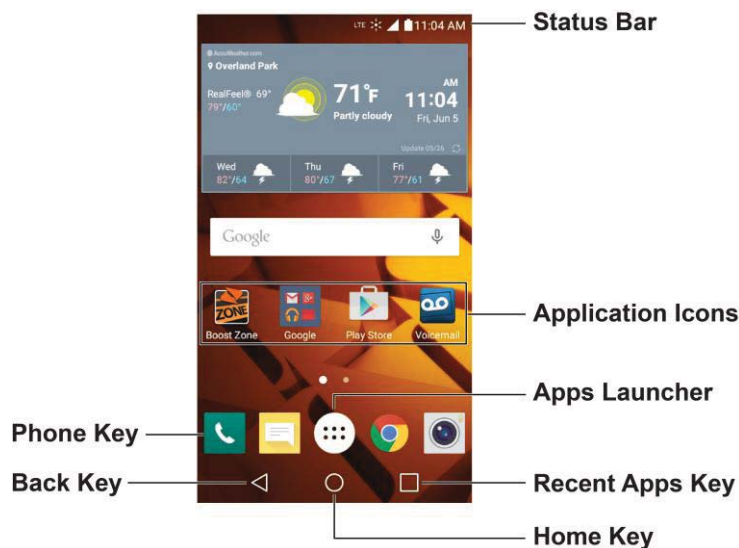 LTE 11:04 AM
Status Bar
AccuWeather.com
Overland Park
RealFeel® 69°
79°/60°
71°F
Partly cloudy
AM
11:04
Fri, Jun 5
Update 05/26
Wed
82°/64
Thu
80°/67
Fri
77°/61
Google
ZONE
Boost Zone
Google
Play Store
Voicemail
Application Icons
Apps Launcher
Phone Key
Back Key
Recent Apps Key
Home Key